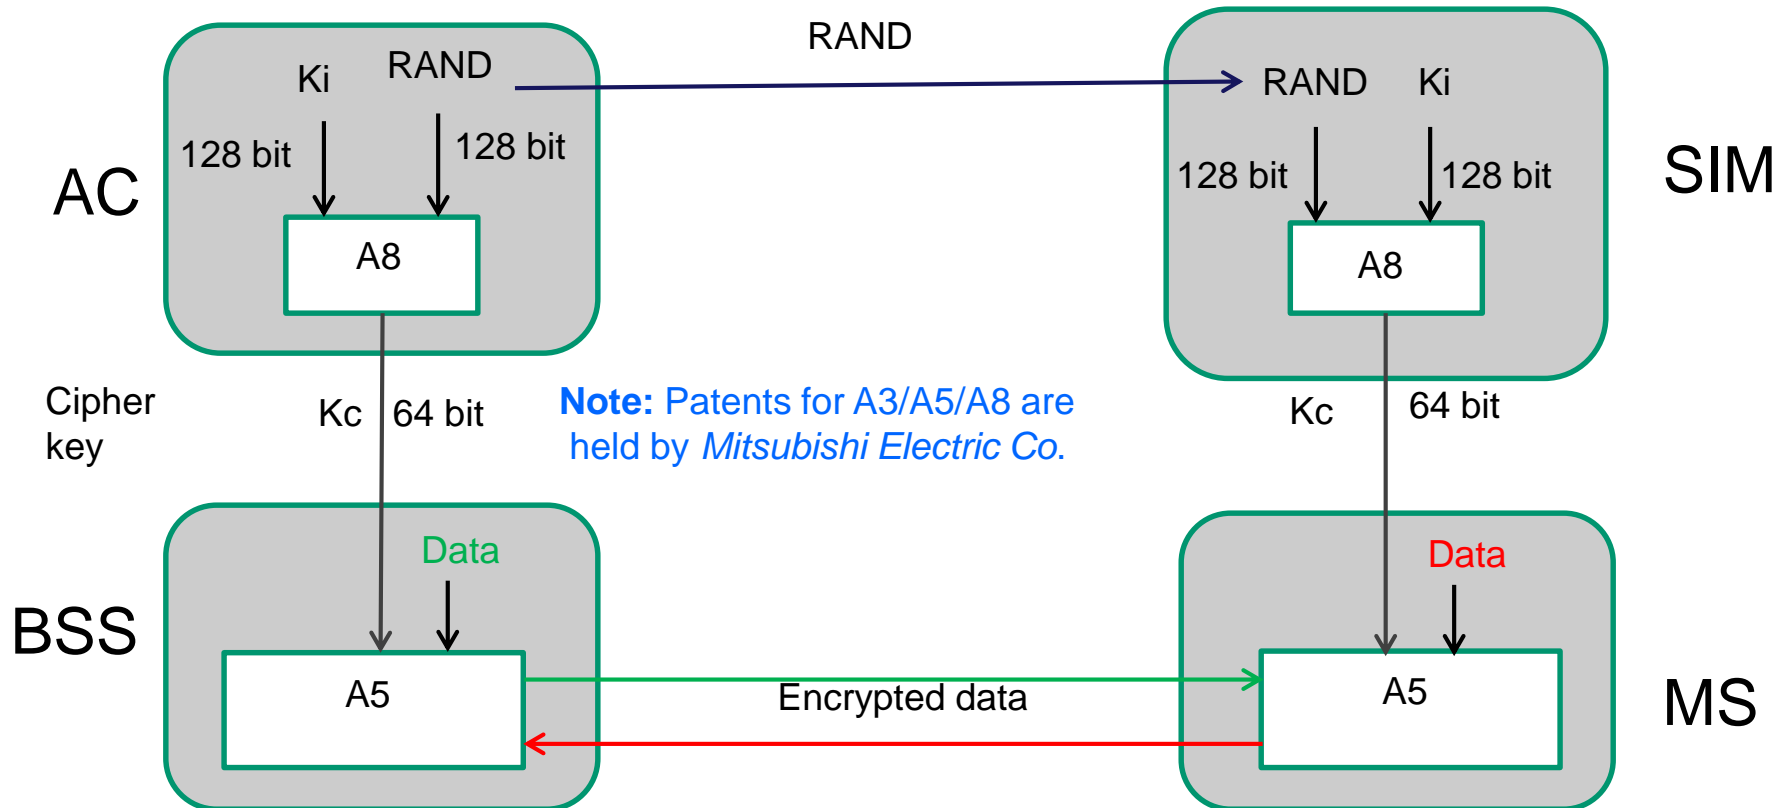 RAND
Ki
RAND
RAND
Ki
128 bit
128 bit
128 bit
128 bit
AC
SIM
A8
A8
Cipher
key
Kc
64 bit
Note: Patents for A3/A5/A8 are
held by Mitsubishi Electric Co.
Kc
64 bit
Data
Data
BSS
MS
A5
Encrypted data
A5